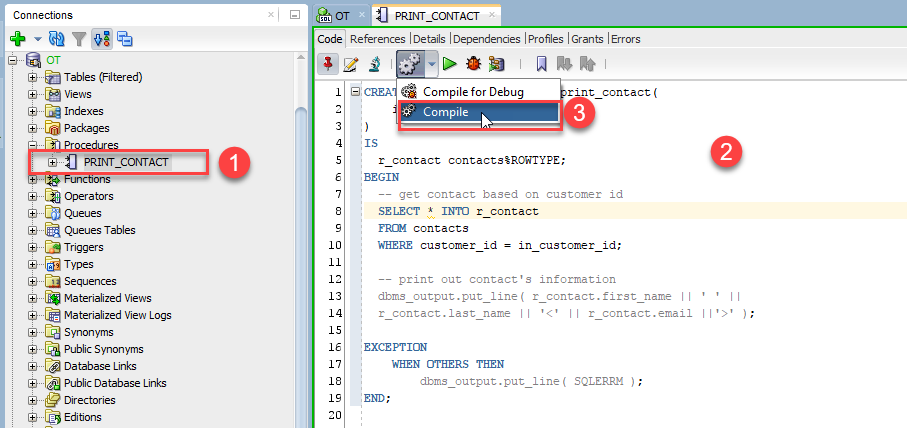 Connections
OT
Tables (Filtered)
Views
Indexes
Packages
Procedures
PRINT_CONTACT
Functions
Operators
Queues
Queues Tables
Triggers
Types
Sequences
Materialized Views
Materialized View Logs
Synonyms
Public Synonyms
Database Links
Public Database Links
Directories
Editions
1
OT PRINT_CONTACT
Code References Details Dependencies Profiles Grants Errors
Compile for Debug
Compile
3
2
1 CREA print_contact(
2 i
3 )
4 IS
5 r_contact contacts%ROWTYPE;
6 BEGIN
7 -- get contact based on customer id
8 SELECT * INTO r_contact
9 FROM contacts
10 WHERE customer_id = in_customer_id;
11
12 -- print out contact's information
13 dbms_output.put_line( r_contact.first_name || ' ' ||
14 r_contact.last_name || '<' || r_contact.email ||'>' );
15
16 EXCEPTION
17 WHEN OTHERS THEN
18 dbms_output.put_line( SQLERRM );
19 END;
20